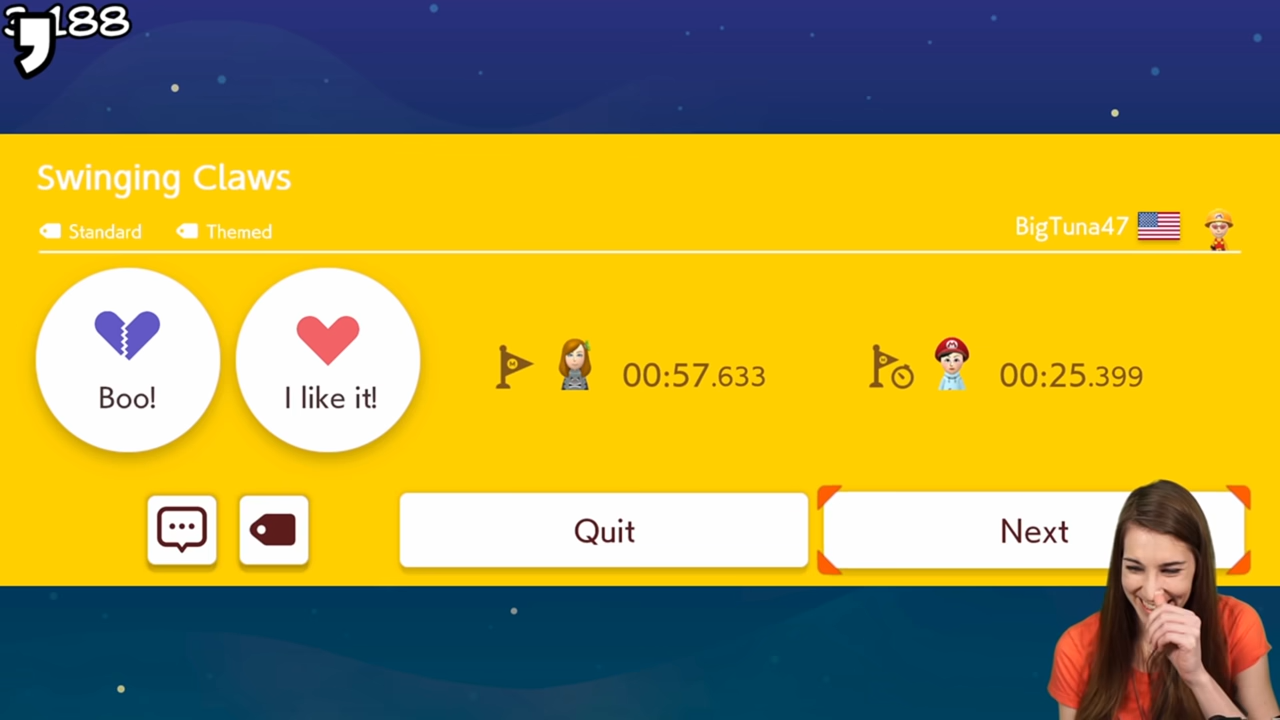 188
Swinging Claws
Standard Themed
BigTuna47
Boo!
I like it!
00:57.633
00:25.399
Quit
Next